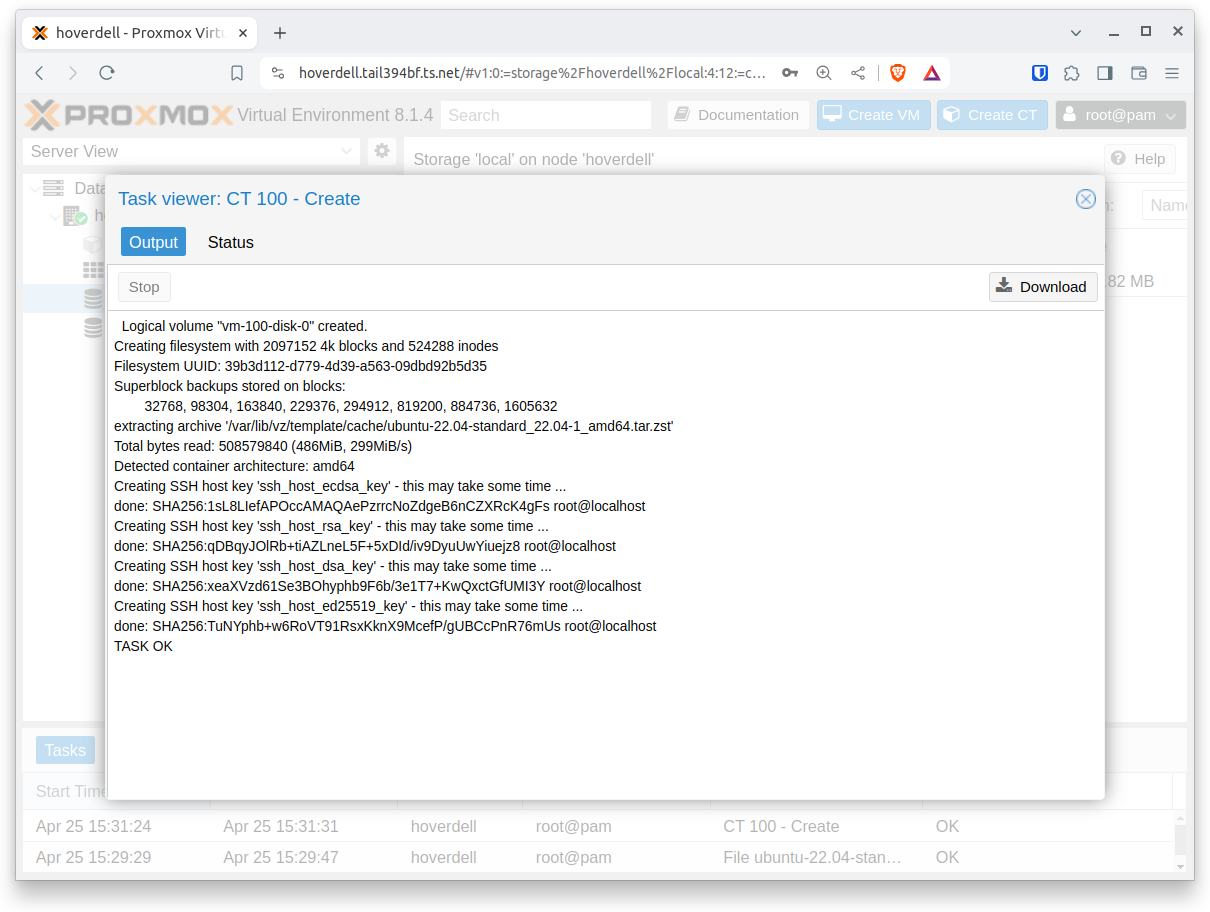 hoverdell - Proxmox Virtu
hoverdell.tail394bf.ts.net/#v1:0:=storage%2Fhoverdell%2Flocal:4:12:=c...
PROXMOX Virtual Environment 8.1.4
Search
Documentation
Create VM
Create CT
root@pam
Server View
Storage 'local' on node 'hoverdell'
Help
Data
Task viewer: CT 100 - Create
Name
Output
Status
Stop
Download
.82 MB
Logical volume "vm-100-disk-0" created.
Creating filesystem with 2097152 4k blocks and 524288 inodes
Filesystem UUID: 39b3d112-d779-4d39-a563-09dbd92b5d35
Superblock backups stored on blocks:
32768, 98304, 163840, 229376, 294912, 819200, 884736, 1605632
extracting archive '/var/lib/vz/template/cache/ubuntu-22.04-standard_22.04-1_amd64.tar.zst'
Total bytes read: 508579840 (486MiB, 299MiB/s)
Detected container architecture: amd64
Creating SSH host key 'ssh_host_ecdsa_key' - this may take some time ...
done: SHA256:1sL8LIefAPOccAMAQAePzrrcNoZdgeB6nCZXRcK4gFs root@localhost
Creating SSH host key 'ssh_host_rsa_key' - this may take some time ...
done: SHA256:qDBqyJOlRb+tiAZLneL5F+5xDId/iv9DyuUwYiuejz8 root@localhost
Creating SSH host key 'ssh_host_dsa_key' - this may take some time ...
done: SHA256:xeaXVzd61Se3BOhyphb9F6b/3e1T7+KwQxctGfUMI3Y root@localhost
Creating SSH host key 'ssh_host_ed25519_key' - this may take some time ...
done: SHA256:TuNYphb+w6RoVT91RsxKknX9McefP/gUBCcPnR76mUs root@localhost
TASK OK
Tasks
Start Time
Apr 25 15:31:24 Apr 25 15:31:31 hoverdell root@pam CT 100 - Create OK
Apr 25 15:29:29 Apr 25 15:29:47 hoverdell root@pam File ubuntu-22.04-stan... OK